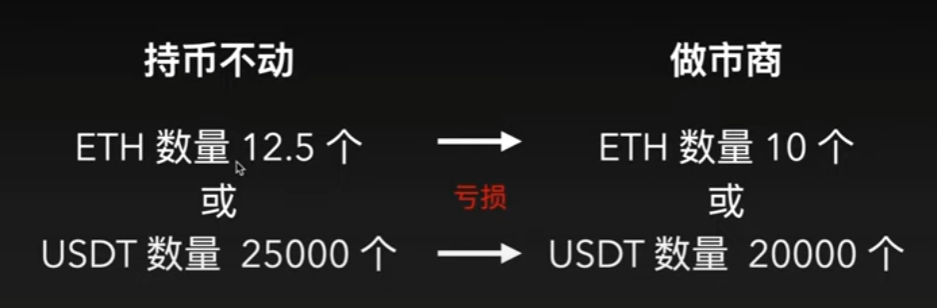 持币不动 做市商
ETH 数量 12.5 个 ETH 数量 10 个
或 亏损 或
USDT 数量 25000 个 USDT 数量 20000 个